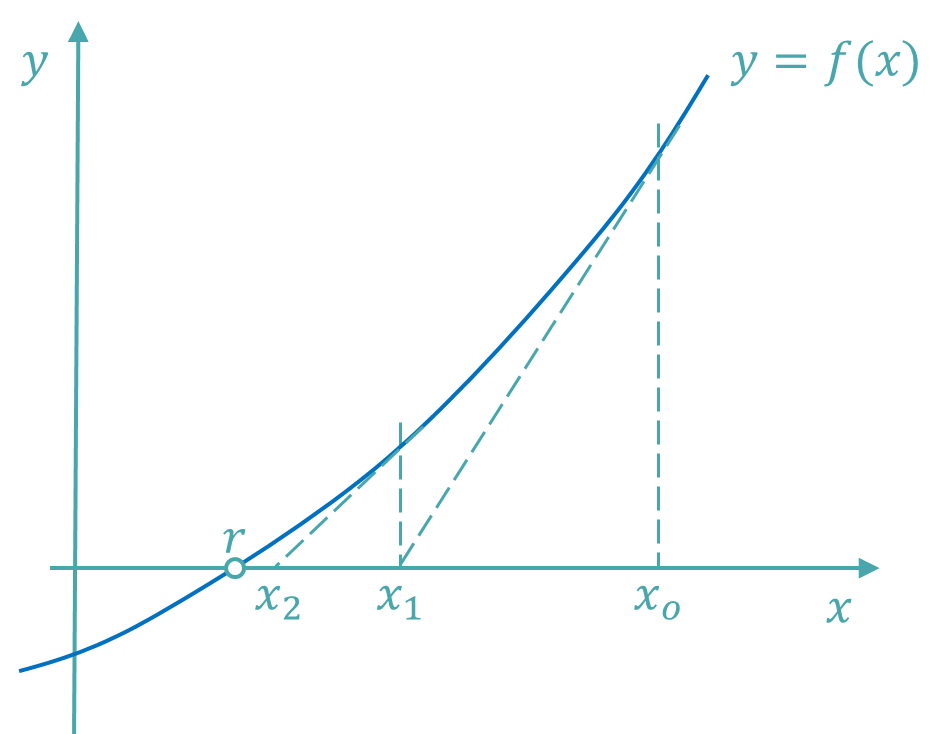 y
y = f(x)
r
x₂
x₁
xₒ
x